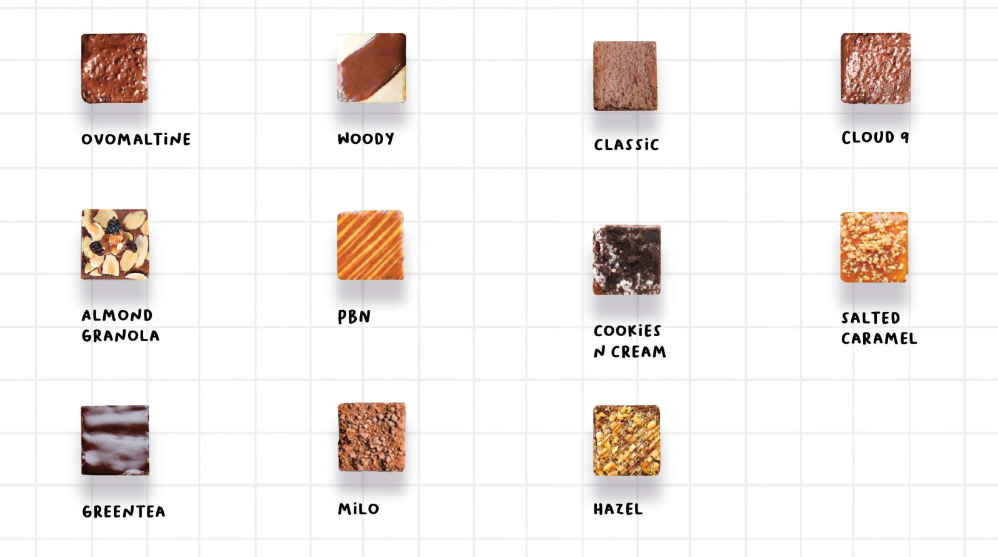 OVOMALTiNE
WOODY
CLASSiC
CLOUD 9
ALMOND
GRANOLA
PBN
COOKiES
N CREAM
SALTED
CARAMEL
GREENTEA
MiLO
HAZEL